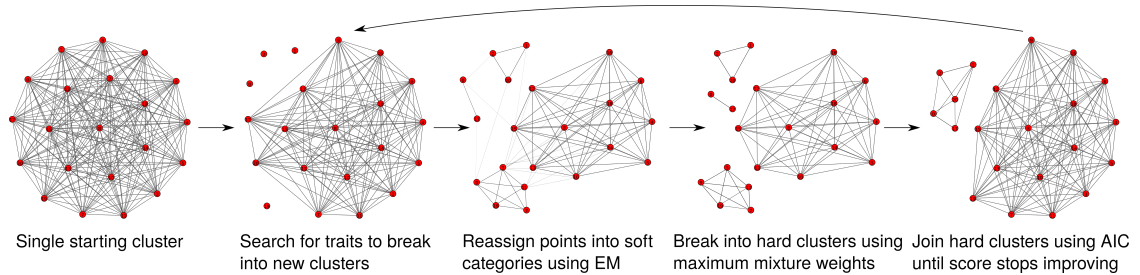 Single starting cluster
Search for traits to break
into new clusters
Reassign points into soft
categories using EM
Break into hard clusters using
maximum mixture weights
Join hard clusters using AIC
until score stops improving